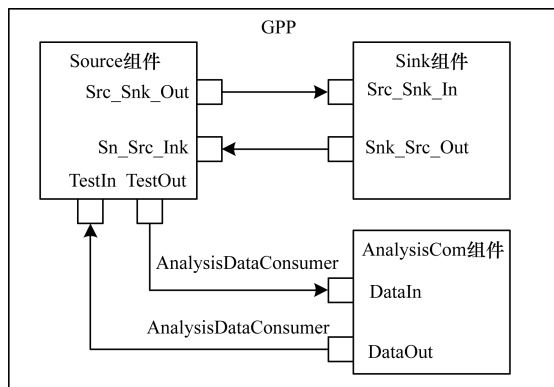 GPP
Source组件
Src_Snk_Out
Sn_Src_Ink
TestIn TestOut
Sink组件
Src_Snk_In
Snk_Src_Out
AnalysisDataConsumer
AnalysisDataConsumer
AnalysisCom组件
DataIn
DataOut